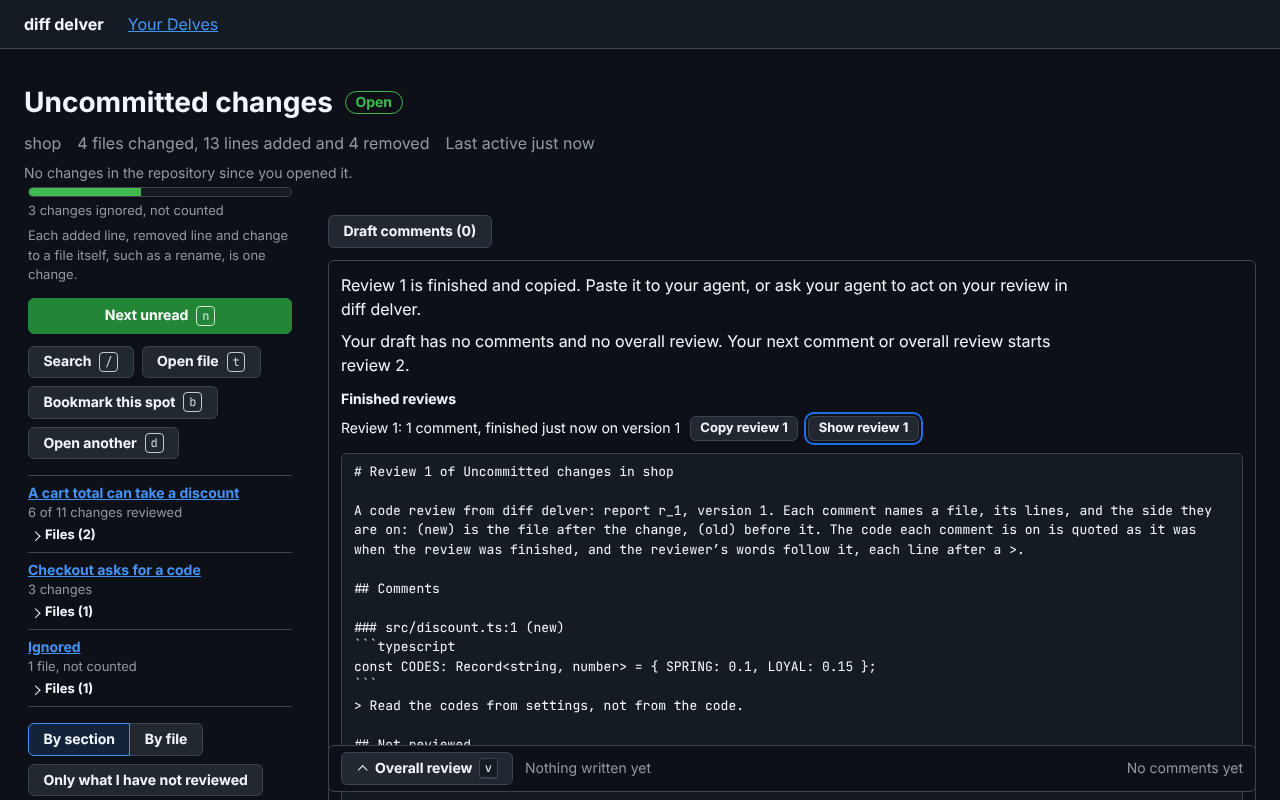 diff delver Your Delves
Uncommitted changes Open
shop 4 files changed, 13 lines added and 4 removed Last active just now
No changes in the repository since you opened it.
3 changes ignored, not counted
Each added line, removed line and change
to a file itself, such as a rename, is one
change.
Next unread n
Search / Open file t
Bookmark this spot b
Open another d
A cart total can take a discount
6 of 11 changes reviewed
Files (2)
Checkout asks for a code
3 changes
Files (1)
Ignored
1 file, not counted
Files (1)
By section By file
Only what I have not reviewed
Draft comments (0)
Review 1 is finished and copied. Paste it to your agent, or ask your agent to act on your review in
diff delver.
Your draft has no comments and no overall review. Your next comment or overall review starts
review 2.
Finished reviews
Review 1: 1 comment, finished just now on version 1 Copy review 1 Show review 1
# Review 1 of Uncommitted changes in shop
A code review from diff delver: report r_1, version 1. Each comment names a file, its lines, and the side they
are on: (new) is the file after the change, (old) before it. The code each comment is on is quoted as it was
when the review was finished, and the reviewer’s words follow it, each line after a >.
## Comments
### src/discount.ts:1 (new)
```typescript
const CODES: Record<string, number> = { SPRING: 0.1, LOYAL: 0.15 };
```
> Read the codes from settings, not from the code.
## Not reviewed
Overall review v Nothing written yet No comments yet